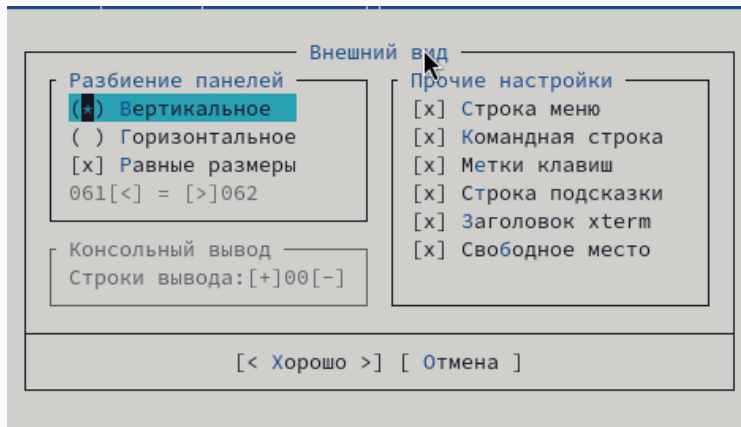 Внешний вид
Разбиение панелей
(*) Вертикальное
( ) Горизонтальное
[x] Равные размеры
061[<] = [>]062
Консольный вывод
Строки вывода:[+]00[-]
Прочие настройки
[x] Строка меню
[x] Командная строка
[x] Метки клавиш
[x] Строка подсказки
[x] Заголовок xterm
[x] Свободное место
[< Хорошо >] [ Отмена ]